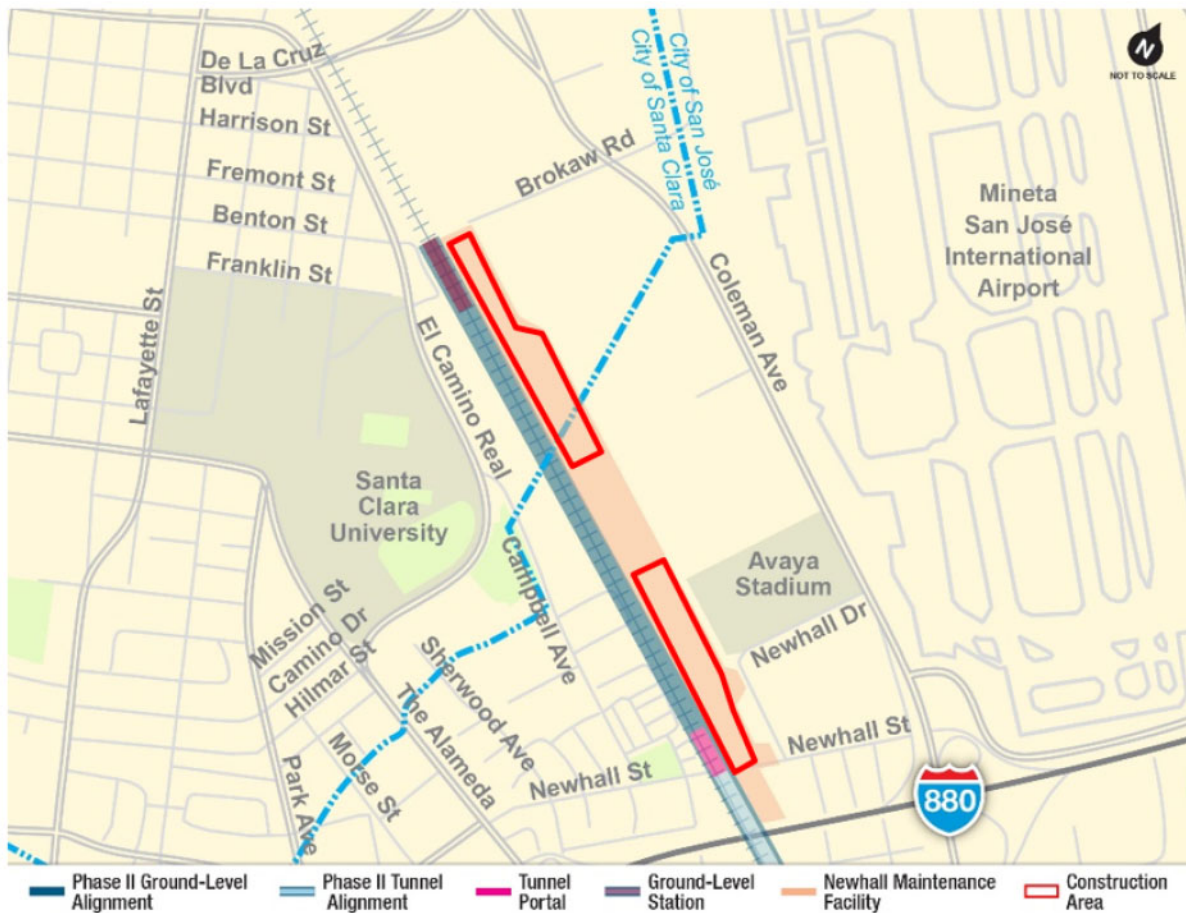 N
NOT TO SCALE
De La Cruz
Blvd
Harrison St
Fremont St
Benton St
Franklin St
Lafayette St
El Camino Real
Brokaw Rd
City of San José
City of Santa Clara
Coleman Ave
Mineta
San José
International
Airport
Santa
Clara
University
Campbell Ave
Avaya
Stadium
Newhall Dr
Mission St
Camino Dr
Hilmar St
Sherwood Ave
The Alameda
Morse St
Park Ave
Newhall St
Newhall St
880
Phase II Ground-Level
Alignment
Phase II Tunnel
Alignment
Tunnel
Portal
Ground-Level
Station
Newhall Maintenance
Facility
Construction
Area